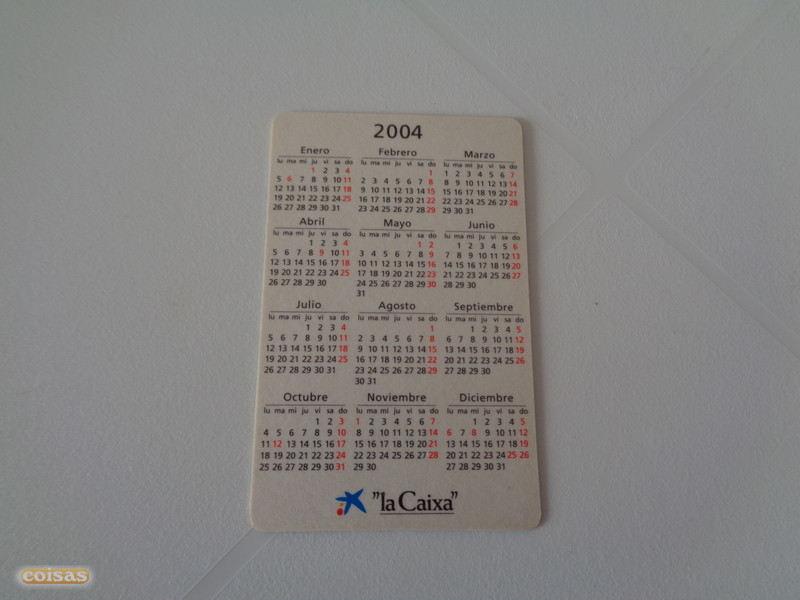 2004
Enero
lu ma mi ju vi sa do
1 2 3 4
5 6 7 8 9 10 11
12 13 14 15 16 17 18
19 20 21 22 23 24 25
26 27 28 29 30 31
Febrero
lu ma mi ju vi sa do
1
2 3 4 5 6 7 8
9 10 11 12 13 14 15
16 17 18 19 20 21 22
23 24 25 26 27 28 29
Marzo
lu ma mi ju vi sa do
1 2 3 4 5 6 7
8 9 10 11 12 13 14
15 16 17 18 19 20 21
22 23 24 25 26 27 28
29 30 31
Abril
lu ma mi ju vi sa do
1 2 3 4
5 6 7 8 9 10 11
12 13 14 15 16 17 18
19 20 21 22 23 24 25
26 27 28 29 30
Mayo
lu ma mi ju vi sa do
1 2
3 4 5 6 7 8 9
10 11 12 13 14 15 16
17 18 19 20 21 22 23
24 25 26 27 28 29 30
31
Junio
lu ma mi ju vi sa do
1 2 3 4 5 6
7 8 9 10 11 12 13
14 15 16 17 18 19 20
21 22 23 24 25 26 27
28 29 30
Julio
lu ma mi ju vi sa do
1 2 3 4
5 6 7 8 9 10 11
12 13 14 15 16 17 18
19 20 21 22 23 24 25
26 27 28 29 30 31
Agosto
lu ma mi ju vi sa do
1
2 3 4 5 6 7 8
9 10 11 12 13 14 15
16 17 18 19 20 21 22
23 24 25 26 27 28 29
30 31
Septiembre
lu ma mi ju vi sa do
1 2 3 4 5
6 7 8 9 10 11 12
13 14 15 16 17 18 19
20 21 22 23 24 25 26
27 28 29 30
Octubre
lu ma mi ju vi sa do
1 2 3
4 5 6 7 8 9 10
11 12 13 14 15 16 17
18 19 20 21 22 23 24
25 26 27 28 29 30 31
Noviembre
lu ma mi ju vi sa do
1 2 3 4 5 6 7
8 9 10 11 12 13 14
15 16 17 18 19 20 21
22 23 24 25 26 27 28
29 30
Diciembre
lu ma mi ju vi sa do
1 2 3 4 5
6 7 8 9 10 11 12
13 14 15 16 17 18 19
20 21 22 23 24 25 26
27 28 29 30 31
"la Caixa"
coisas